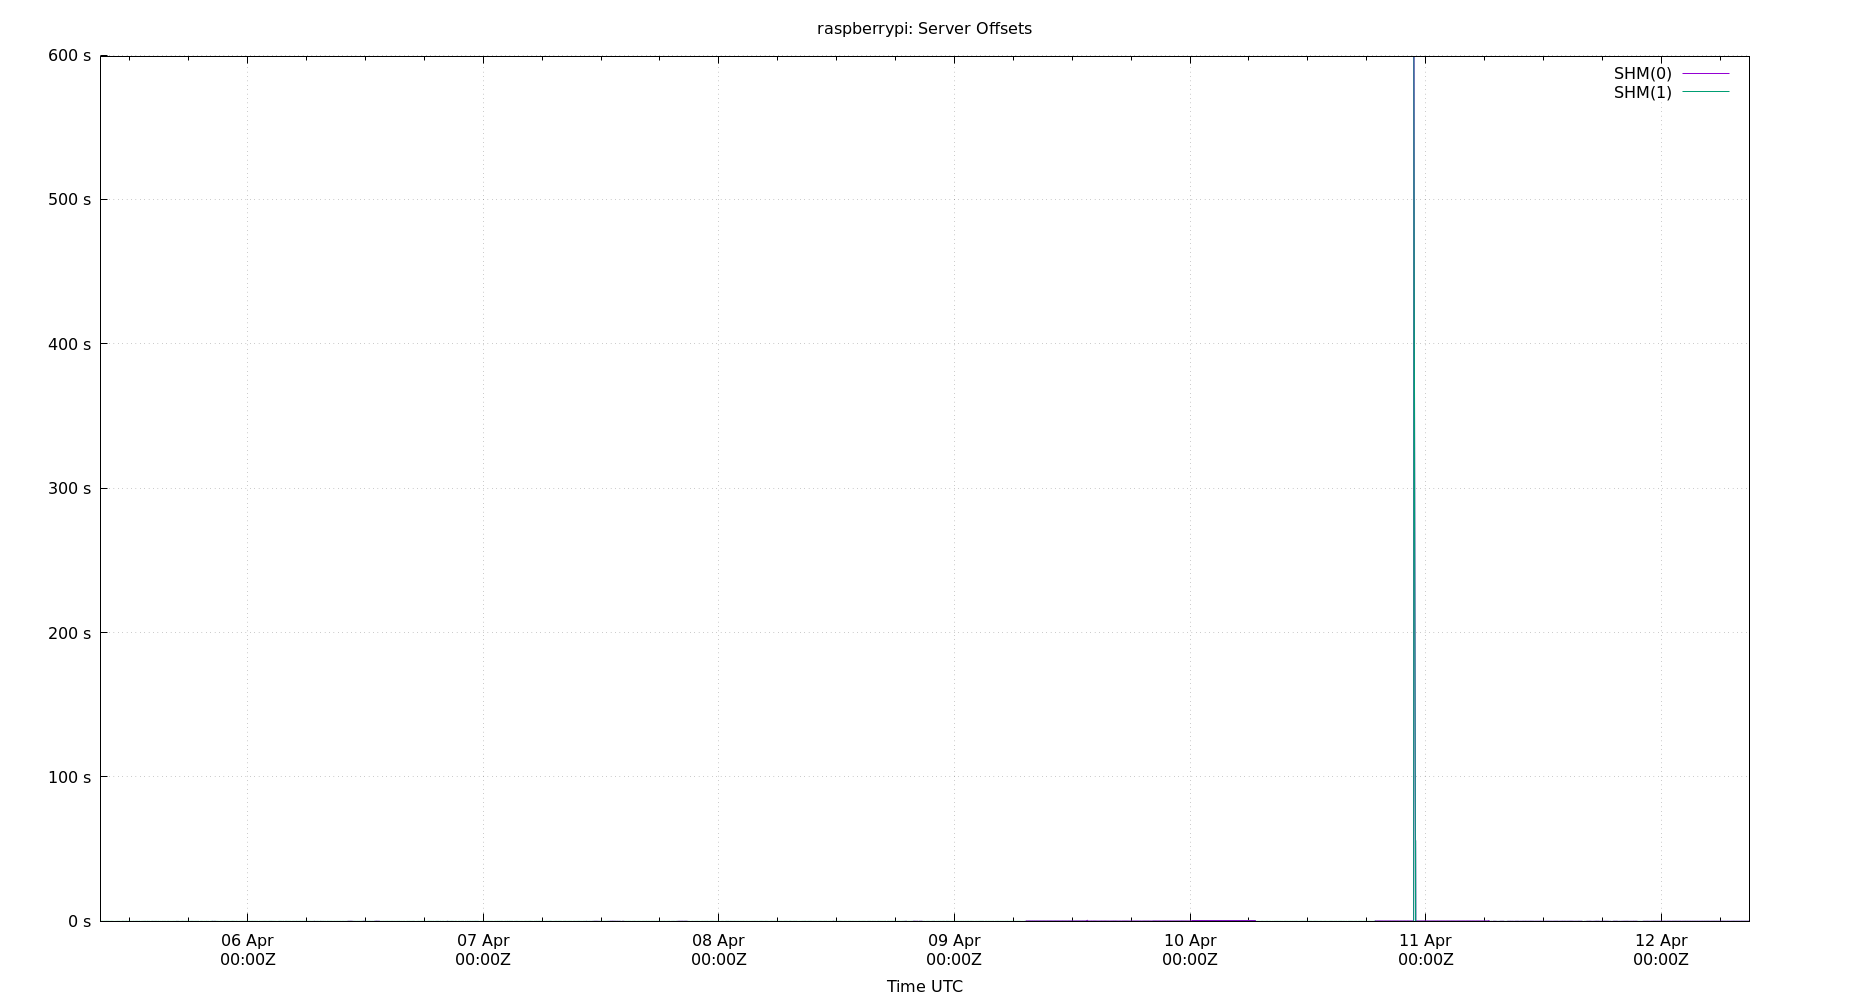 raspberrypi: Server Offsets
600 s
500 s
400 s
300 s
200 s
100 s
0 s
SHM(0)
SHM(1)
06 Apr
00:00Z
07 Apr
00:00Z
08 Apr
00:00Z
09 Apr
00:00Z
10 Apr
00:00Z
11 Apr
00:00Z
12 Apr
00:00Z
Time UTC